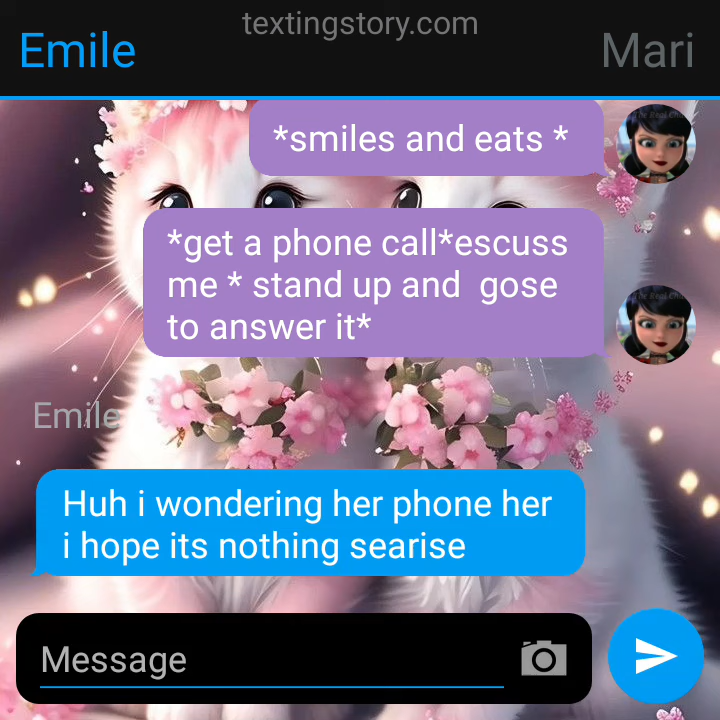 textingstory.com
Emile
Mari
*smiles and eats *
*get a phone call*escuss
me * stand up and  gose
to answer it*
Emile
Huh i wondering her phone her
i hope its nothing searise
Message